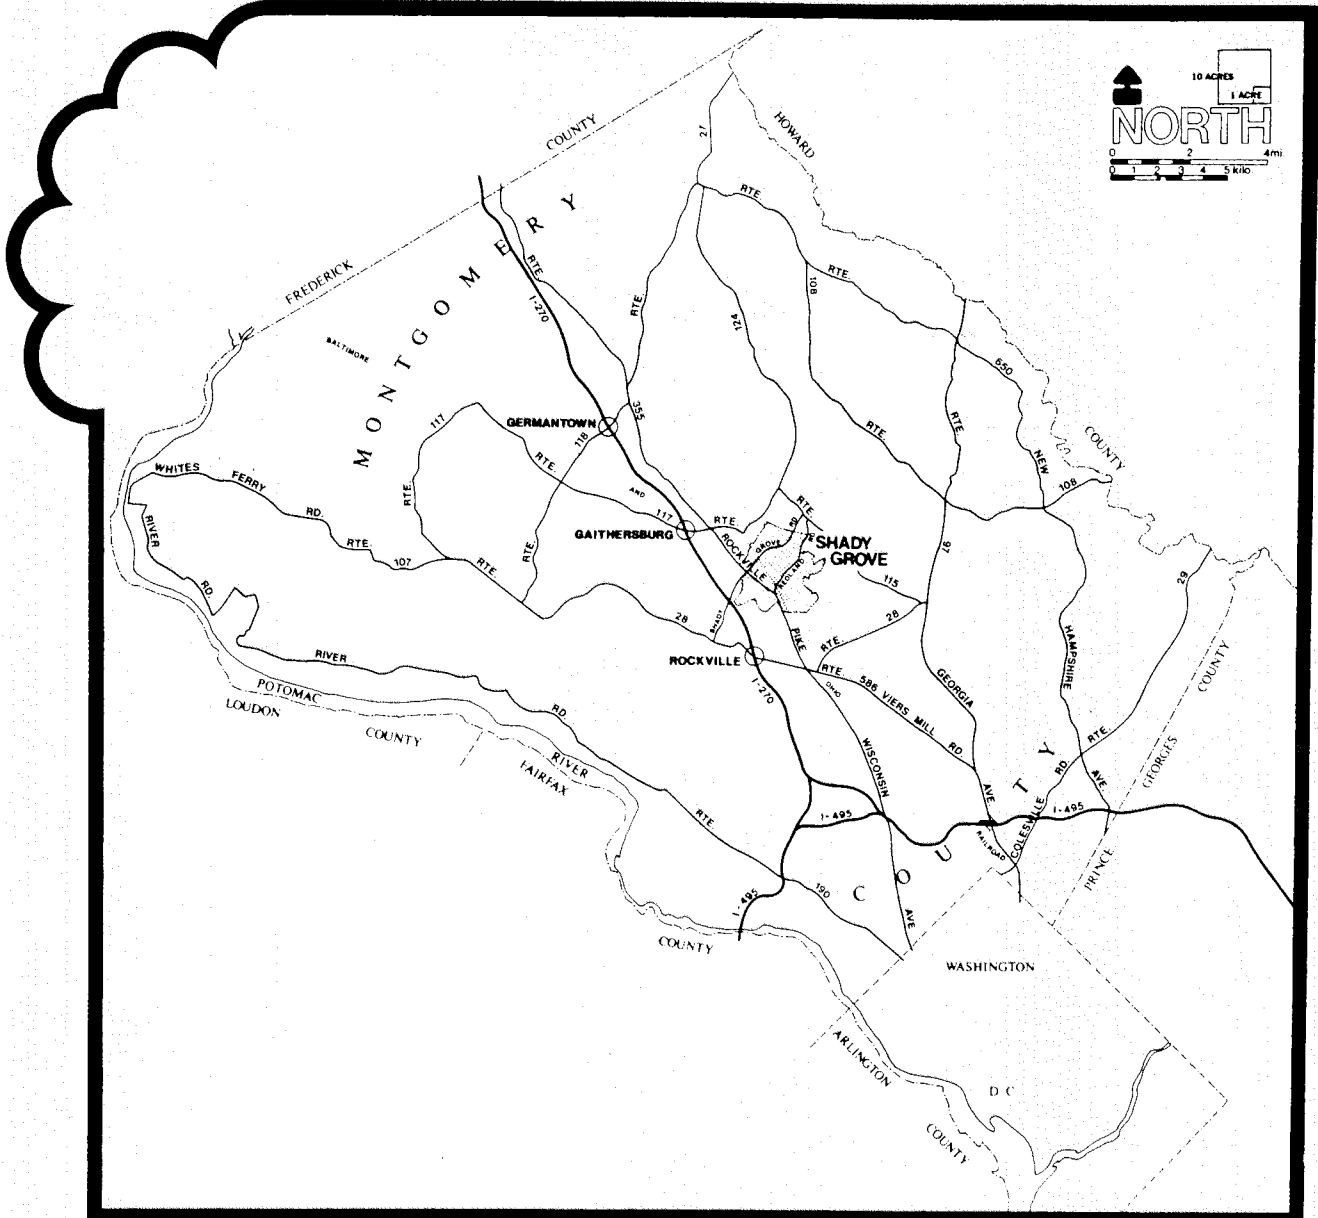 10 ACRES
1 ACRE
NORTH
0 2 4mi.
0 1 2 3 4 5 kilo.
HOWARD
COUNTY
27
RTE.
MONTGOMERY
RTE.
FREDERICK
I-270
RTE.
108
RTE.
124
BALTIMORE
650
355
117
GERMANTOWN
118
RTE.
RTE.
COUNTY
NEW
WHITES
FERRY
RD.
RTE.
RTE.
AND
108
RTE.
117
RTE.
RD
RIVER
GAITHERSBURG
ROCKVILLE
GROVE
SHADY
GROVE
97
RTE.
107
RTE.
RTE.
REDLAND
115
29
RD.
28
SHADY
28
RTE.
PIKE
HAMPSHIRE
RIVER
ROCKVILLE
RTE.
586 VIERS MILL
RD.
GEORGIA
COUNTY
POTOMAC
LOUDON
I-270
OHIO
RD.
COUNTY
RTE.
WISCONSIN
RIVER
FAIRFAX
COUNTY
RD.
AVE.
GEORGES
AVE.
RTE.
I-495
I-495
COLESVILLE
RAILROAD
PRINCE
190
I-495
AVE.
COUNTY
WASHINGTON
ARLINGTON
D C
COUNTY